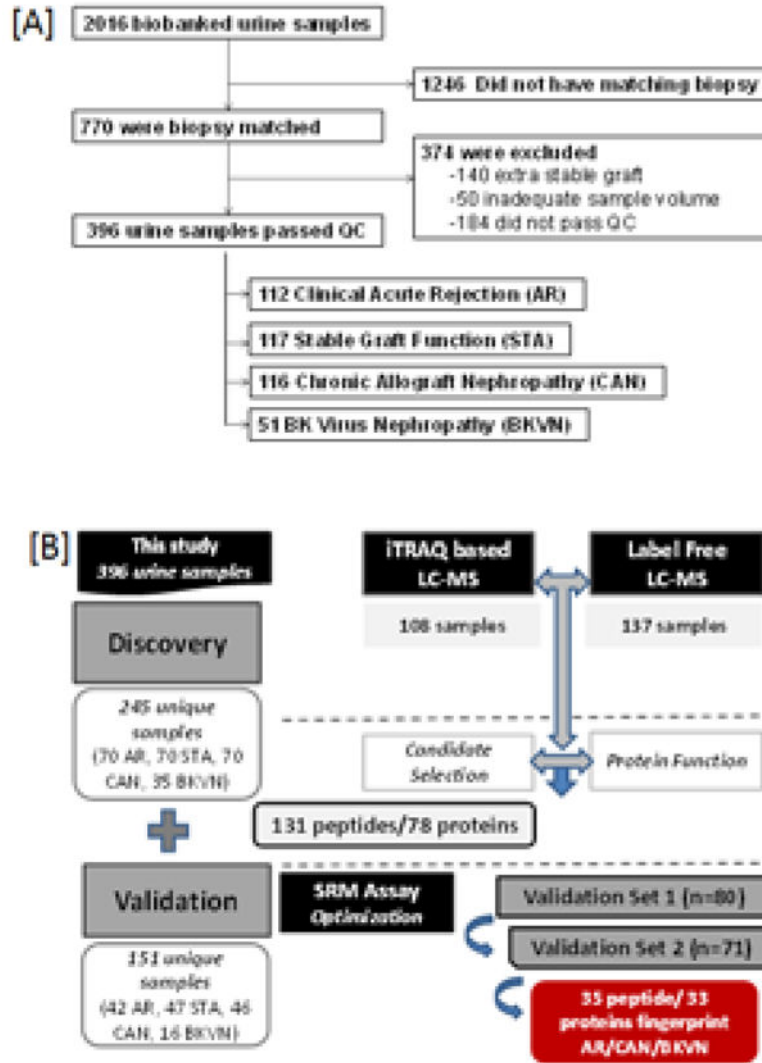 [A]
2016 biobanked urine samples
1246 Did not have matching biopsy
770 were biopsy matched
374 were excluded
-140 extra stable graft
-50 inadequate sample volume
-184 did not pass QC
396 urine samples passed QC
112 Clinical Acute Rejection (AR)
117 Stable Graft Function (STA)
116 Chronic Allograft Nephropathy (CAN)
51 BK Virus Nephropathy (BKVN)
[B]
This study
396 urine samples
iTRAQ based
LC-MS
Label Free
LC-MS
108 samples
137 samples
Discovery
245 unique
samples
(70 AR, 70 STA, 70
CAN, 35 BKVN)
Candidate
Selection
Protein Function
131 peptides/78 proteins
Validation
SRM Assay
Optimization
Validation Set 1 (n=80)
Validation Set 2 (n=71)
151 unique
samples
(42 AR, 47 STA, 46
CAN, 16 BKVN)
35 peptide/ 33
proteins fingerprint
AR/CAN/BKVN